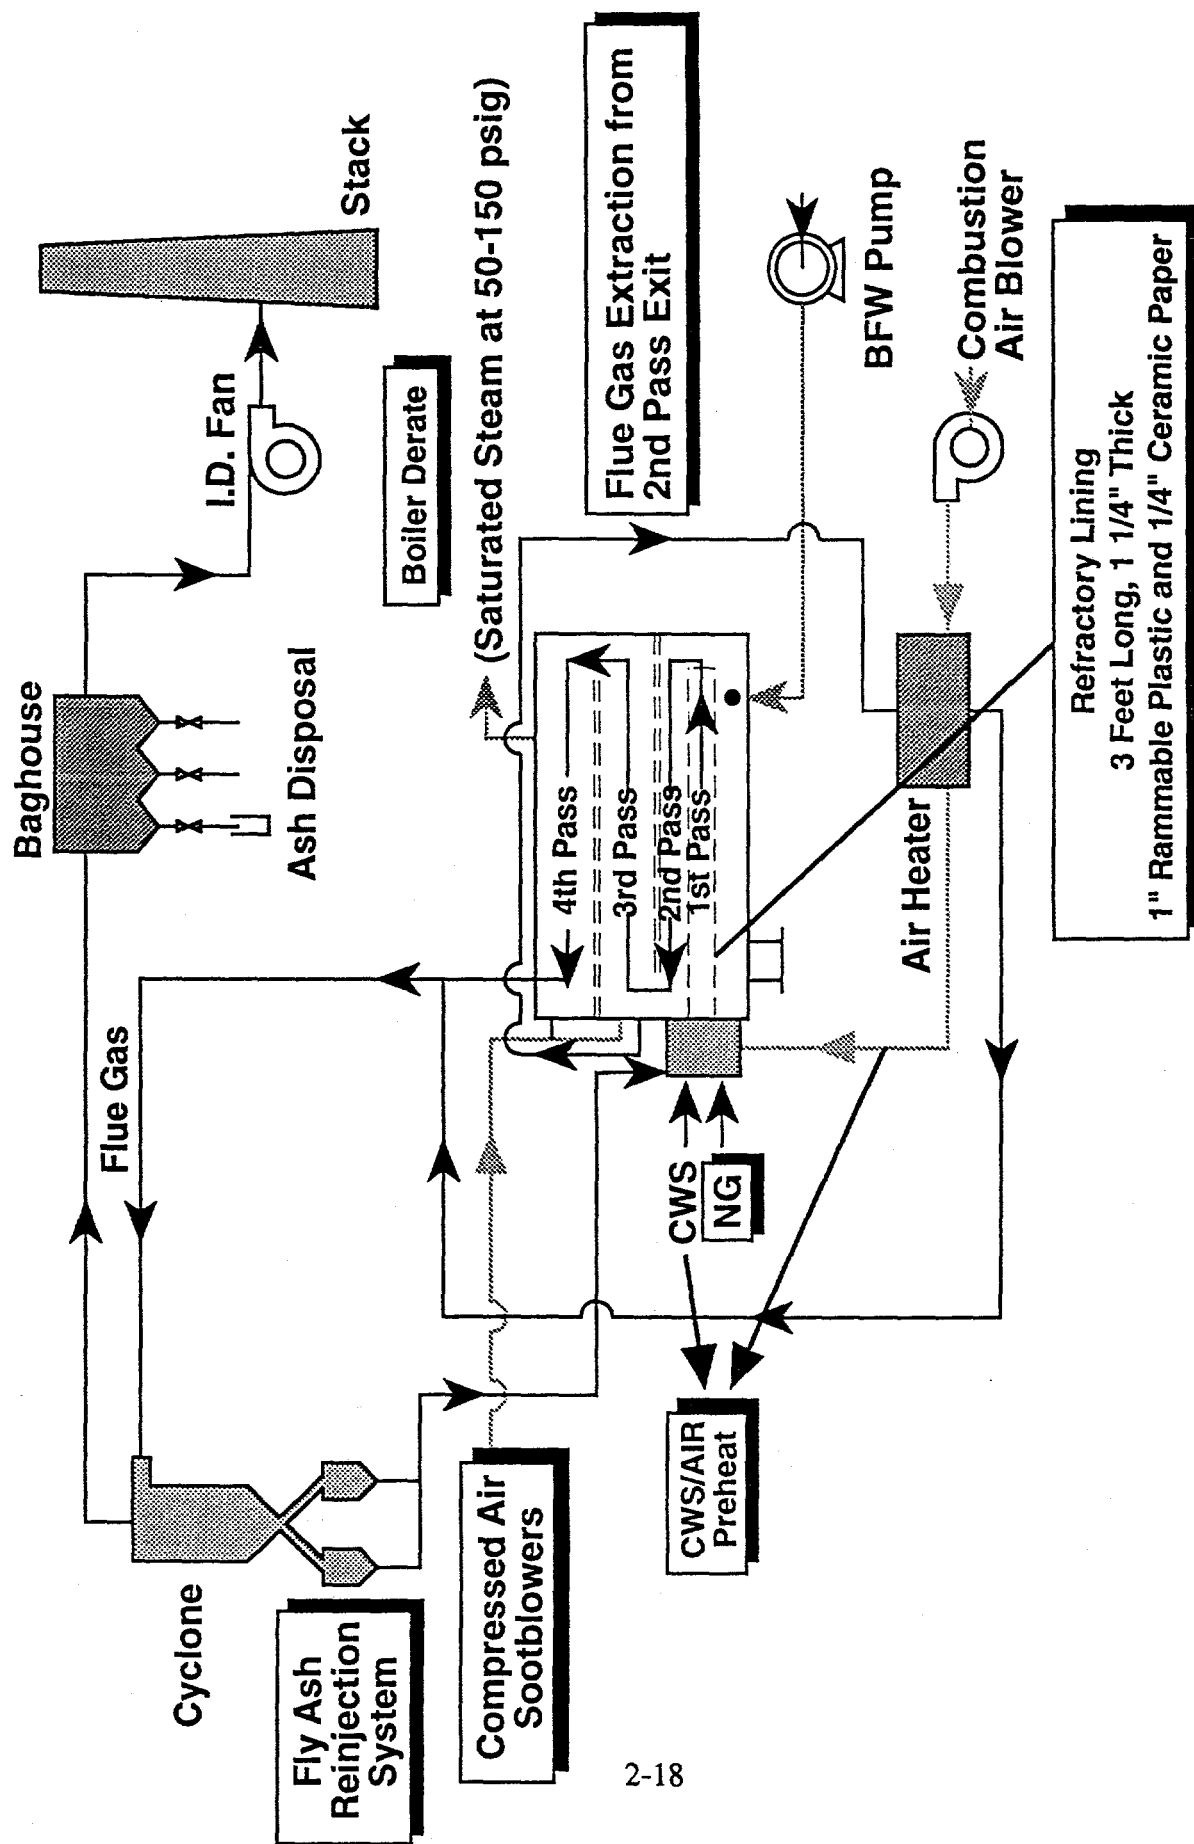 Baghouse
Stack
I.D. Fan
Flue Gas
Ash Disposal
Cyclone
Boiler Derate
Fly Ash
Reinjection
System
(Saturated Steam at 50-150 psig)
Compressed Air
Sootblowers
4th Pass
3rd Pass
2nd Pass
1st Pass
Flue Gas Extraction from
2nd Pass Exit
CWS
NG
CWS/AIR
Preheat
BFW Pump
Air Heater
Combustion
Air Blower
Refractory Lining
3 Feet Long, 1 1/4" Thick
1" Rammable Plastic and 1/4" Ceramic Paper
2-18